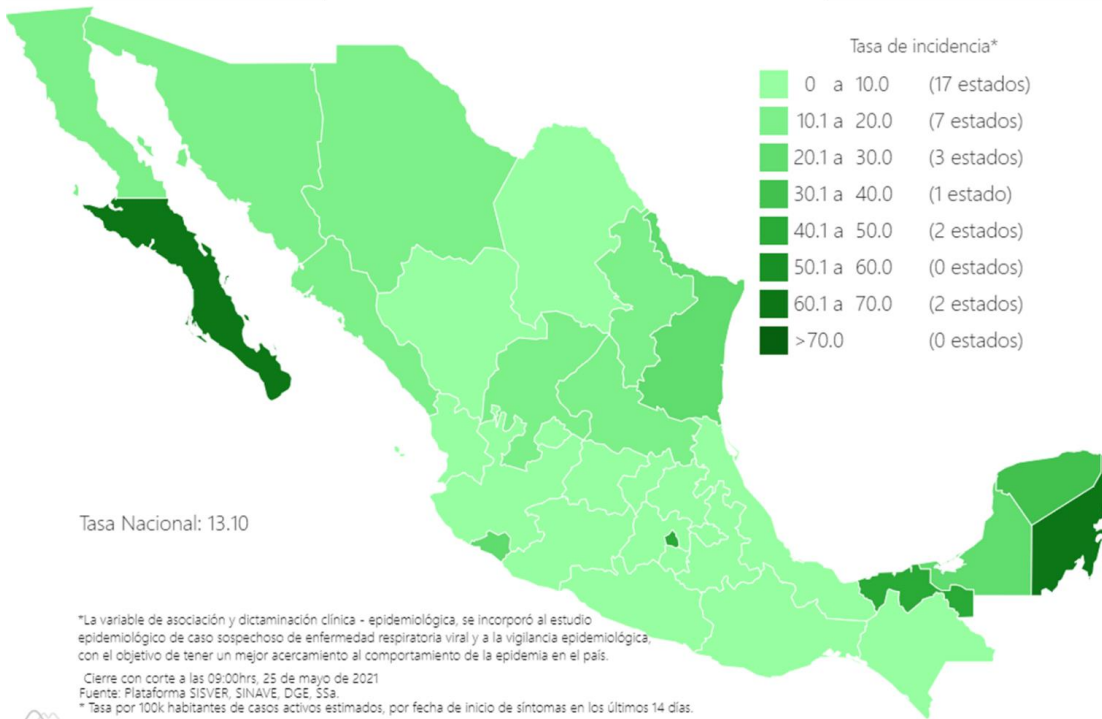 Tasa de incidencia*
0 a 10.0 (17 estados)
10.1 a 20.0 (7 estados)
20.1 a 30.0 (3 estados)
30.1 a 40.0 (1 estado)
40.1 a 50.0 (2 estados)
50.1 a 60.0 (0 estados)
60.1 a 70.0 (2 estados)
>70.0 (0 estados)
Tasa Nacional: 13.10
*La variable de asociación y dictaminación clínica - epidemiológica, se incorporó al estudio
epidemiológico de caso sospechoso de enfermedad respiratoria viral y a la vigilancia epidemiológica,
con el objetivo de tener un mejor acercamiento al comportamiento de la epidemia en el país.
Cierre con corte a las 09:00hrs, 25 de mayo de 2021
Fuente: Plataforma SISVER, SINAVE, DGE, SSa.
* Tasa por 100k habitantes de casos activos estimados, por fecha de inicio de síntomas en los últimos 14 días.